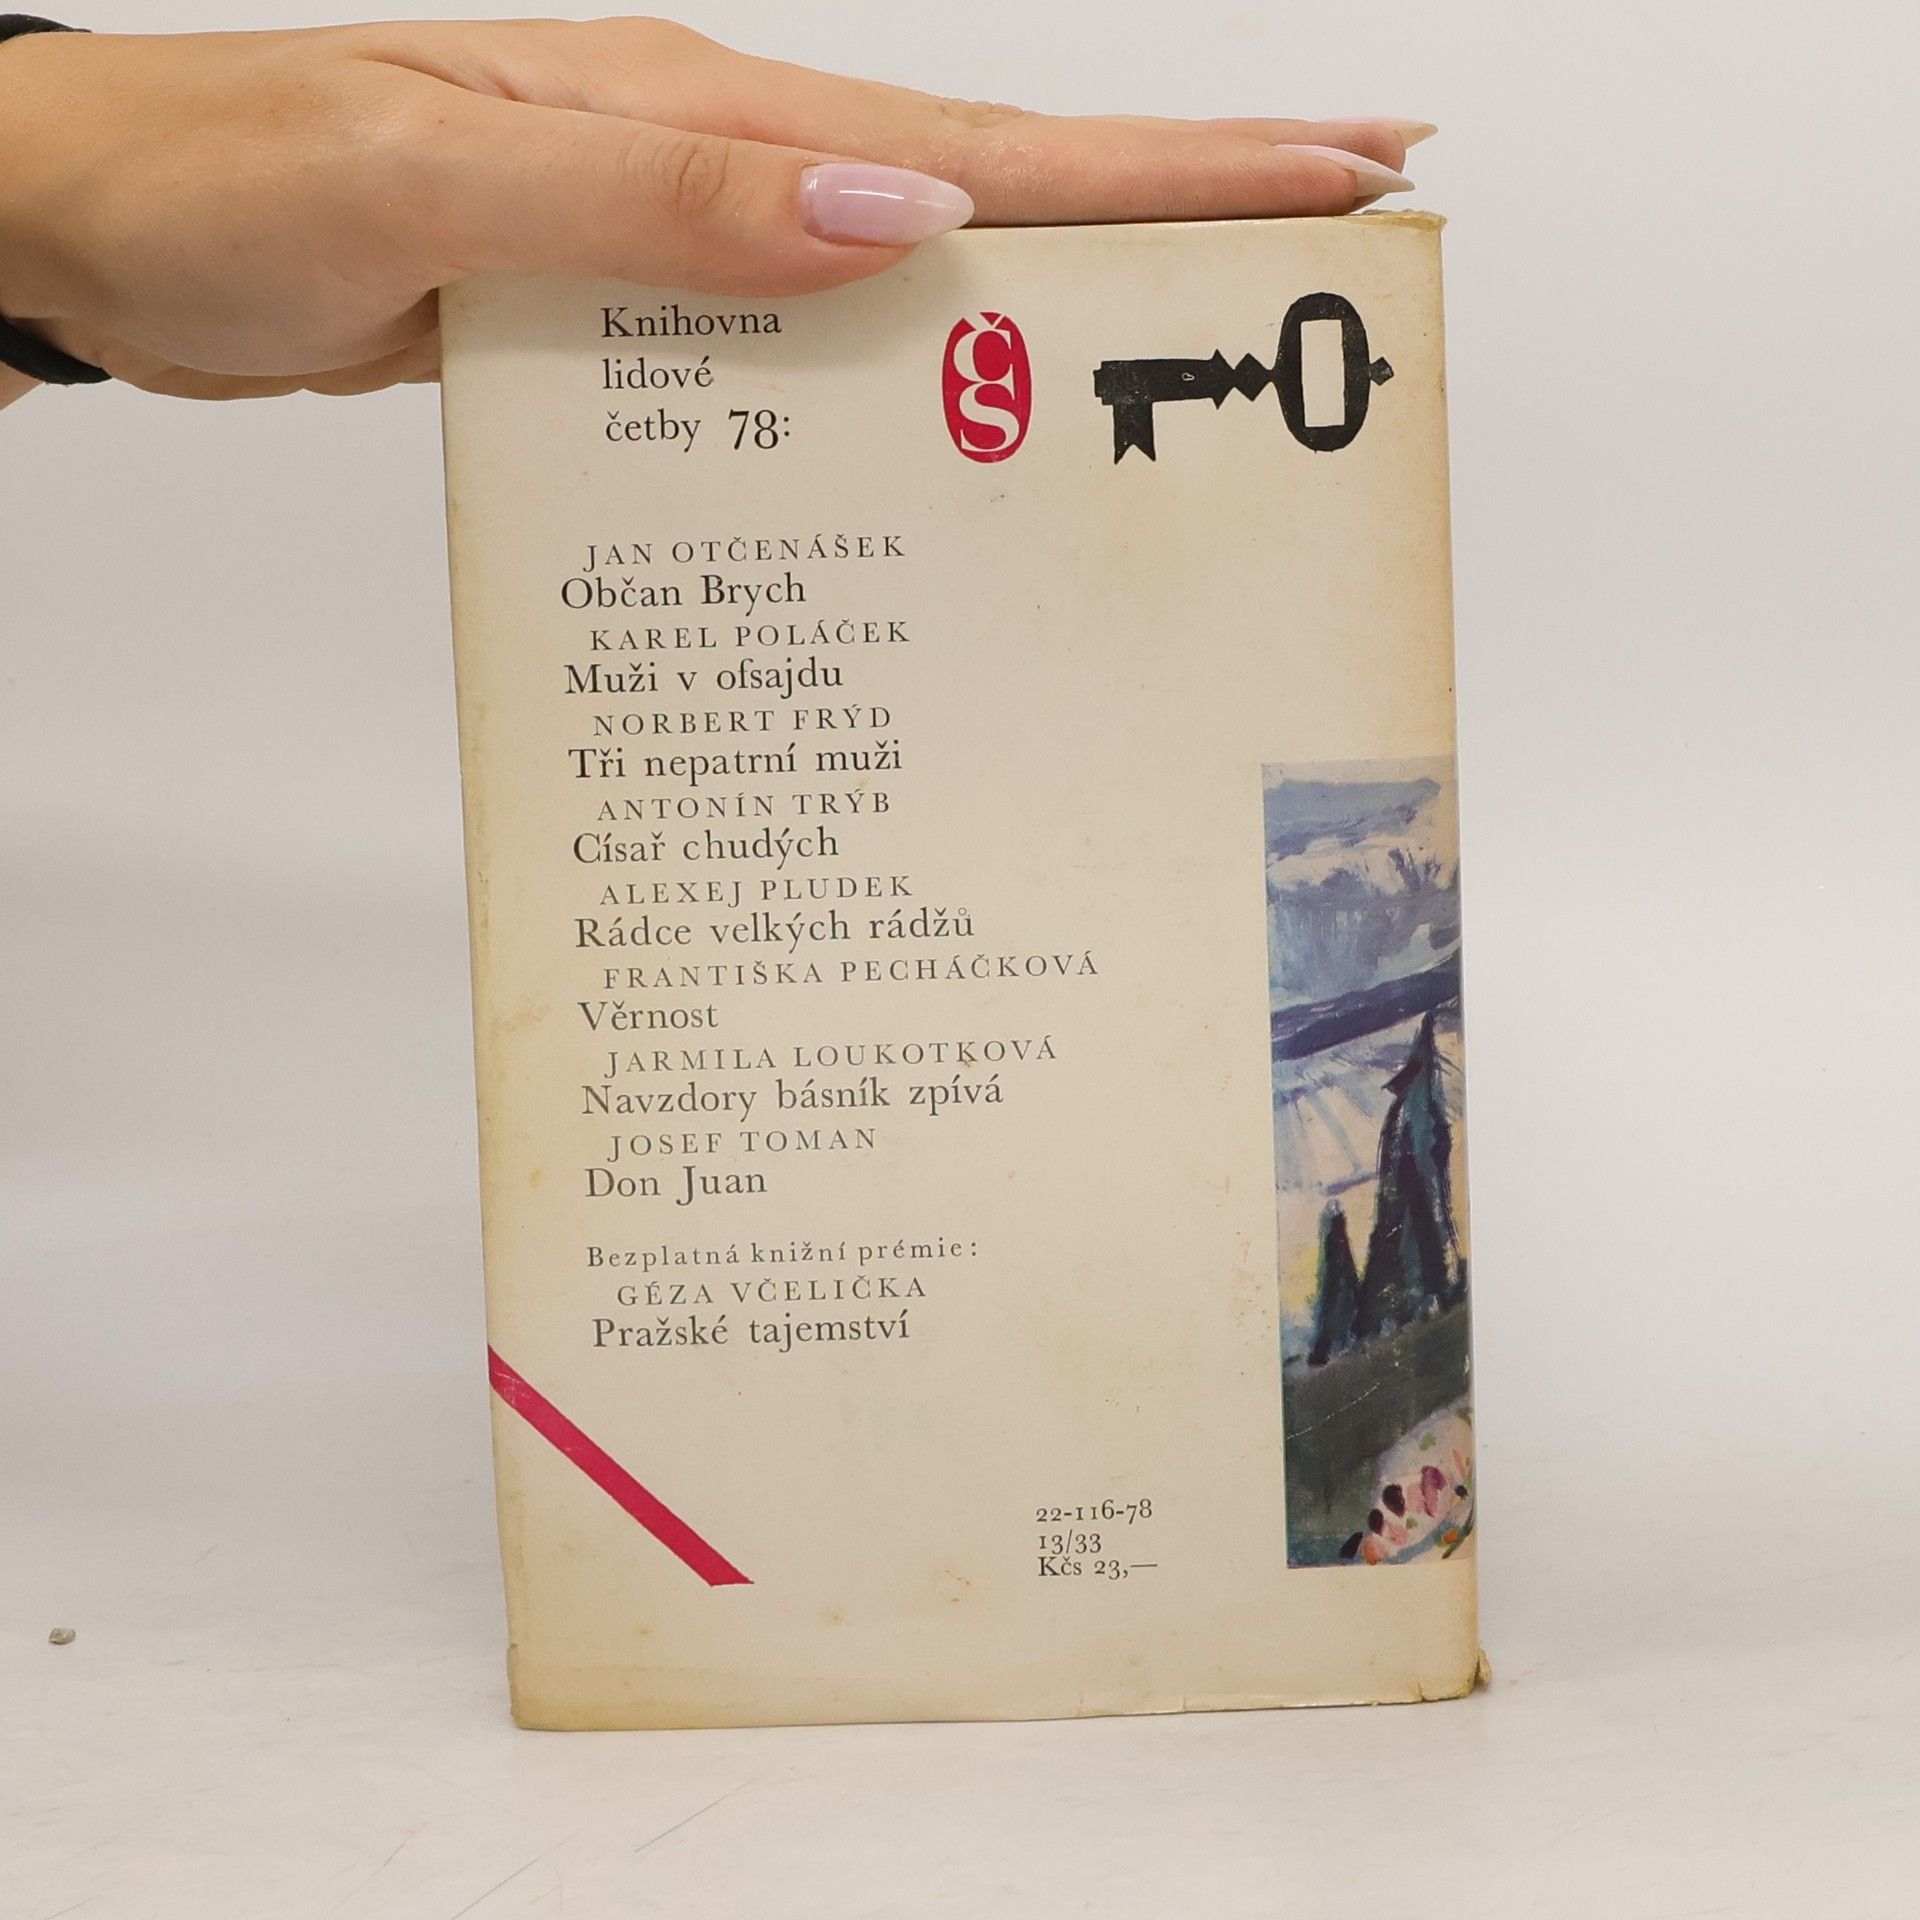 Knihovna
lidové
četby 78:
ČS
JAN OTČENÁŠEK
Občan Brych
KAREL POLÁČEK
Muži v ofsajdu
NORBERT FRÝD
Tři nepatrní muži
ANTONÍN TRÝB
Císař chudých
ALEXEJ PLUDEK
Rádce velkých rádžů
FRANTIŠKA PECHÁČKOVÁ
Věrnost
JARMILA LOUKOTKOVÁ
Navzdory básník zpívá
JOSEF TOMAN
Don Juan
Bezplatná knižní prémie:
GÉZA VČELIČKA
Pražské tajemství
22-116-78
13/33
Kčs 23,—